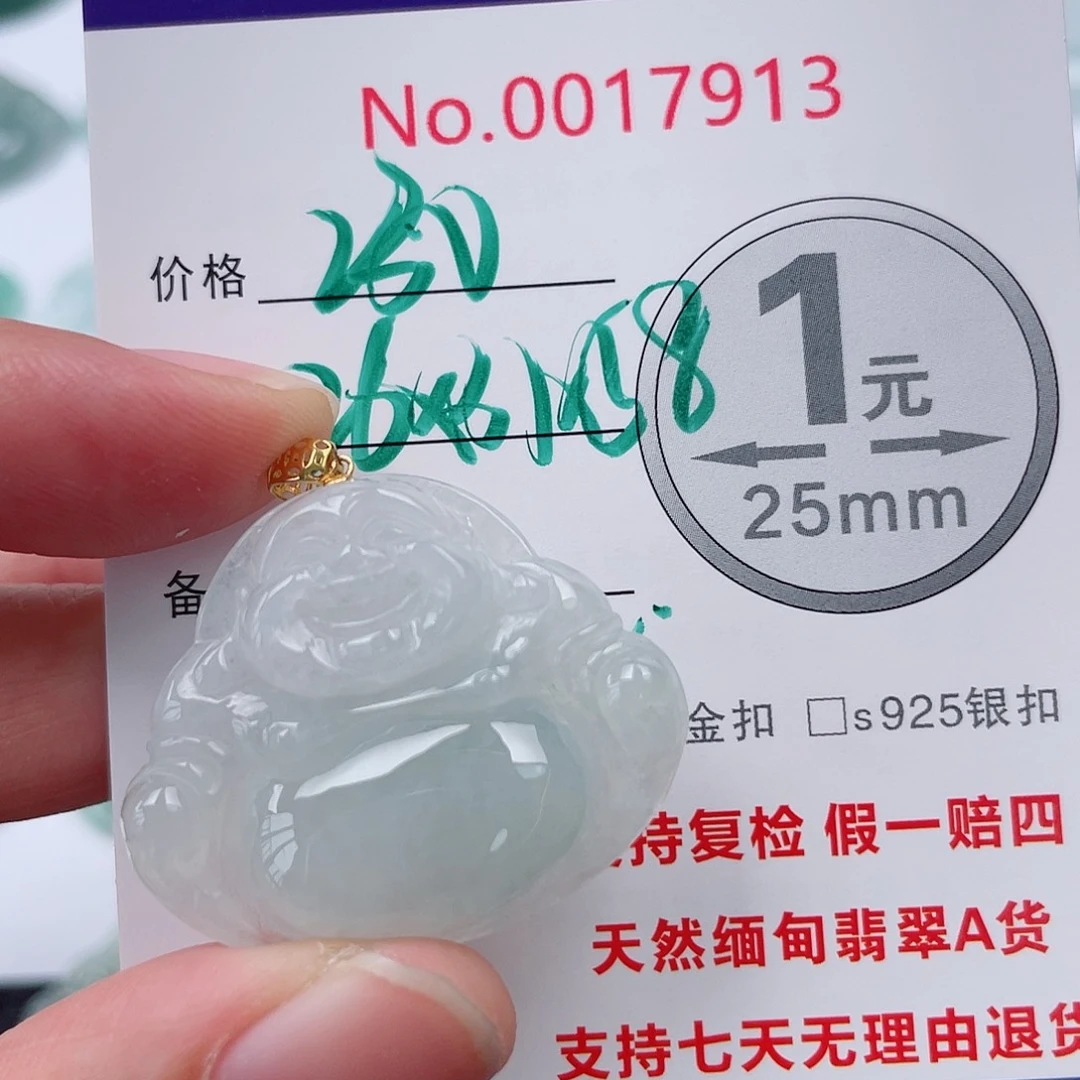 No.0017913
价格 260
1元
25mm
备
金扣 □s925银扣
持复检 假一赔四
天然缅甸翡翠A货
支持七天无理由退货